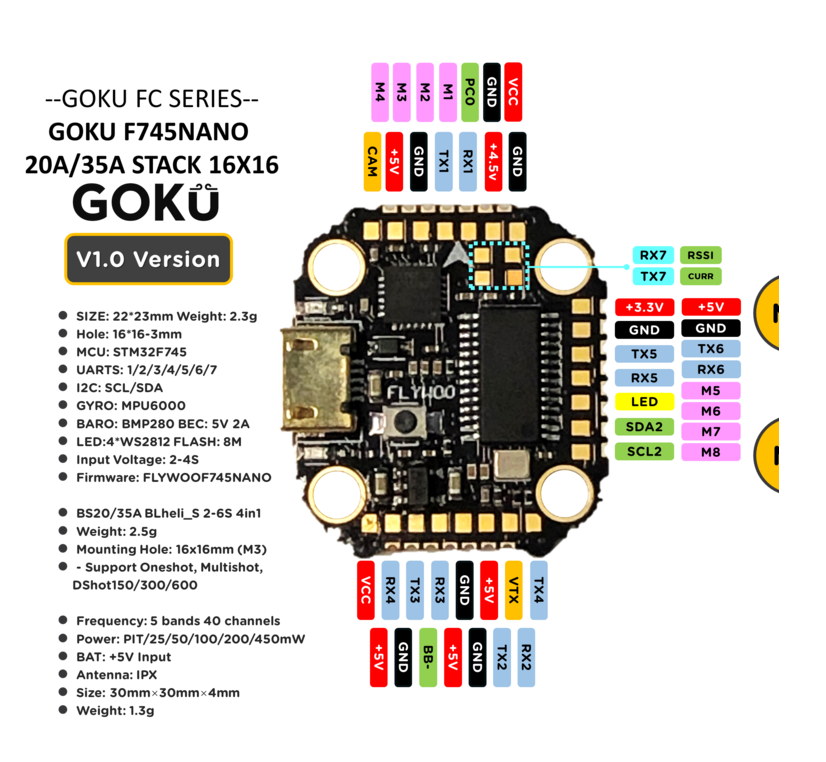 --GOKU FC SERIES--
GOKU F745NANO
20A/35A STACK 16X16
GOKU
V1.0 Version
SIZE: 22*23mm Weight: 2.3g
Hole: 16*16-3mm
MCU: STM32F745
UARTS: 1/2/3/4/5/6/7
I2C: SCL/SDA
GYRO: MPU6000
BARO: BMP280 BEC: 5V 2A
LED:4*WS2812 FLASH: 8M
Input Voltage: 2-4S
Firmware: FLYWOOF745NANO
BS20/35A BLheli_S 2-6S 4in1
Weight: 2.5g
Mounting Hole: 16x16mm (M3)
- Support Oneshot, Multishot,
DShot150/300/600
Frequency: 5 bands 40 channels
Power: PIT/25/50/100/200/450mW
BAT: +5V Input
Antenna: IPX
Size: 30mm×30mm×4mm
Weight: 1.3g
M4 M3 M2 M1 PC0 GND VCC
CAM +5V GND TX1 RX1 +4.5v GND
FLYWOO
RX7 RSSI
TX7 CURR
+3.3V +5V
GND GND
TX5 TX6
RX5 RX6
LED M5
SDA2 M6
SCL2 M7
M8
VCC RX4 TX3 RX3 GND +5V VTX TX4
+5V GND BB- +5V GND TX2 RX2